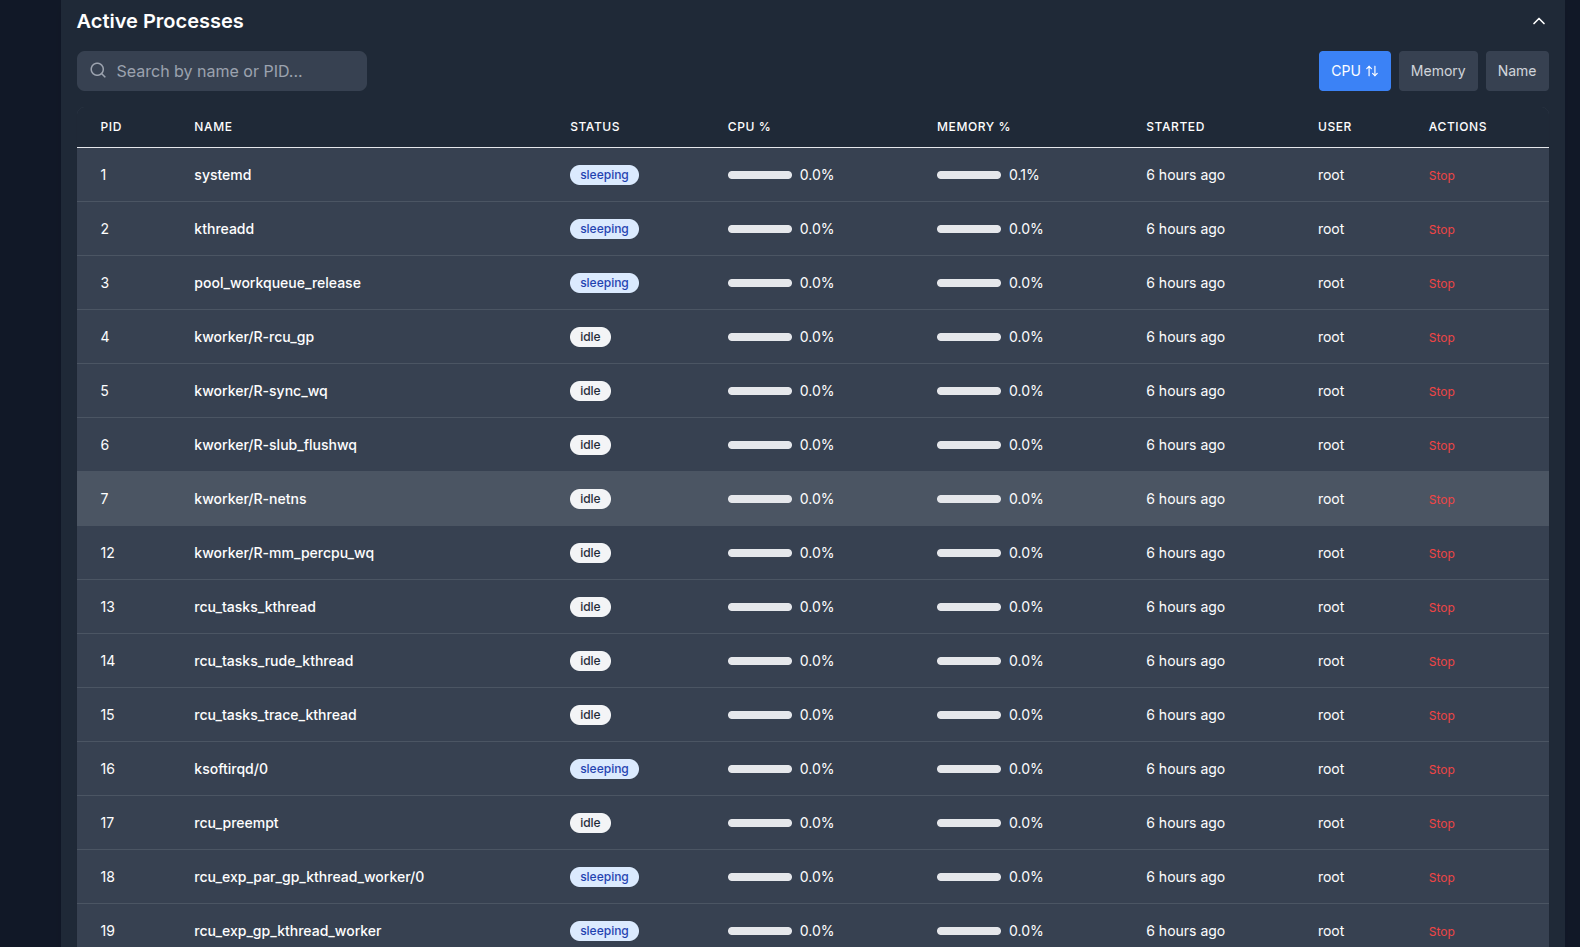 Active Processes
Search by name or PID...
CPU ↑↓ Memory Name
PID NAME STATUS CPU % MEMORY % STARTED USER ACTIONS
1 systemd sleeping 0.0% 0.1% 6 hours ago root Stop
2 kthreadd sleeping 0.0% 0.0% 6 hours ago root Stop
3 pool_workqueue_release sleeping 0.0% 0.0% 6 hours ago root Stop
4 kworker/R-rcu_gp idle 0.0% 0.0% 6 hours ago root Stop
5 kworker/R-sync_wq idle 0.0% 0.0% 6 hours ago root Stop
6 kworker/R-slub_flushwq idle 0.0% 0.0% 6 hours ago root Stop
7 kworker/R-netns idle 0.0% 0.0% 6 hours ago root Stop
12 kworker/R-mm_percpu_wq idle 0.0% 0.0% 6 hours ago root Stop
13 rcu_tasks_kthread idle 0.0% 0.0% 6 hours ago root Stop
14 rcu_tasks_rude_kthread idle 0.0% 0.0% 6 hours ago root Stop
15 rcu_tasks_trace_kthread idle 0.0% 0.0% 6 hours ago root Stop
16 ksoftirqd/0 sleeping 0.0% 0.0% 6 hours ago root Stop
17 rcu_preempt idle 0.0% 0.0% 6 hours ago root Stop
18 rcu_exp_par_gp_kthread_worker/0 sleeping 0.0% 0.0% 6 hours ago root Stop
19 rcu_exp_gp_kthread_worker sleeping 0.0% 0.0% 6 hours ago root Stop